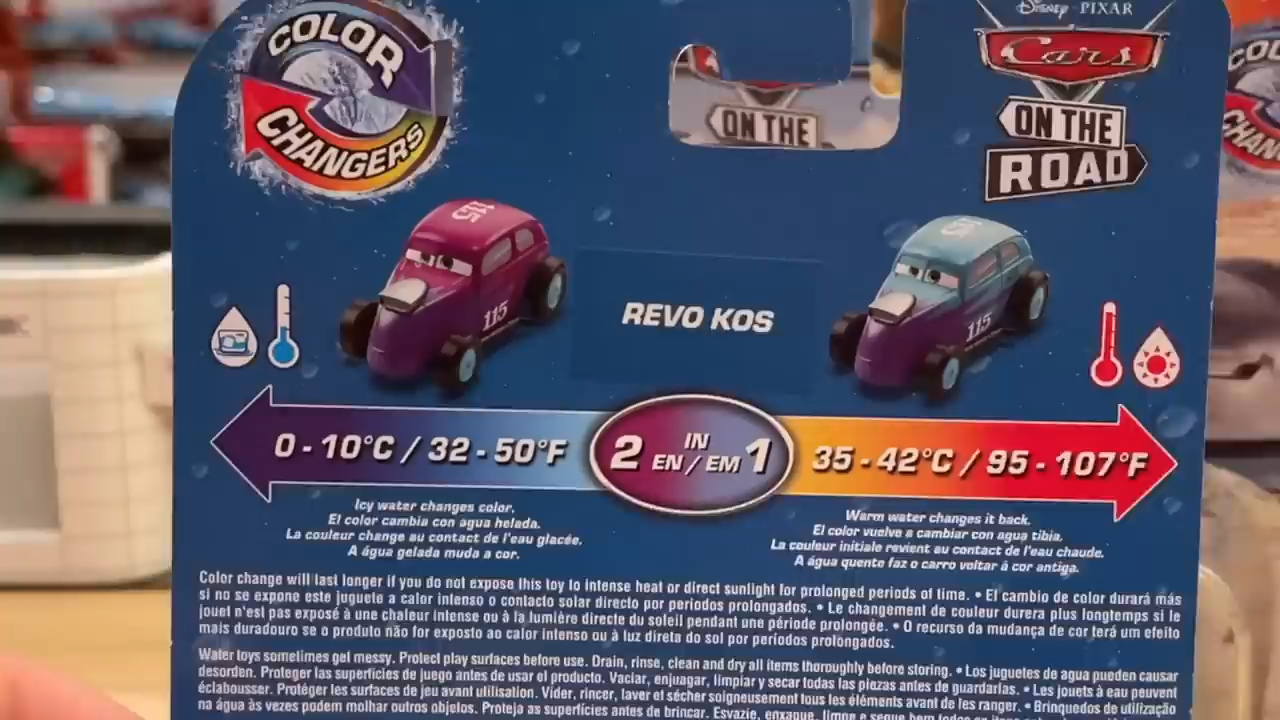 COLOR
CHANGERS
Disney · PIXAR
Cars
ON THE
ROAD
ON THE
115
115
REVO KOS
115
0 - 10°C / 32 - 50°F
2 IN EN / EM 1
35 - 42°C / 95 - 107°F
Icy water changes color.
El color cambia con agua helada.
La couleur change au contact de l'eau glacée.
A água gelada muda a cor.
Warm water changes it back.
El color vuelve a cambiar con agua tibia.
La couleur initiale revient au contact de l'eau chaude.
A água quente faz o carro voltar à cor antiga.
Color change will last longer if you do not expose this toy to intense heat or direct sunlight for prolonged periods of time. • El cambio de color durará más
si no se expone este juguete a calor intenso o contacto solar directo por periodos prolongados. • Le changement de couleur durera plus longtemps si le
jouet n'est pas exposé à une chaleur intense ou à la lumière directe du soleil pendant une période prolongée. • O recurso da mudança de cor terá um efeito
mais duradouro se o produto não for exposto ao calor intenso ou à luz direta do sol por períodos prolongados.
Water toys sometimes get messy. Protect play surfaces before use. Drain, rinse, clean and dry all items thoroughly before storing. • Los juguetes de agua pueden causar
desorden. Proteger las superficies de juego antes de usar el producto. Vaciar, enjuagar, limpiar y secar todas las piezas antes de guardarlas. • Les jouets à eau peuvent
éclabousser. Protéger les surfaces de jeu avant utilisation. Vider, rincer, laver et sécher soigneusement tous les éléments avant de les ranger. • Brinquedos de utilização
na água às vezes podem molhar outros objetos. Proteja as superfícies antes de brincar. Esvazie, enxague, limpe e seque bem todos os